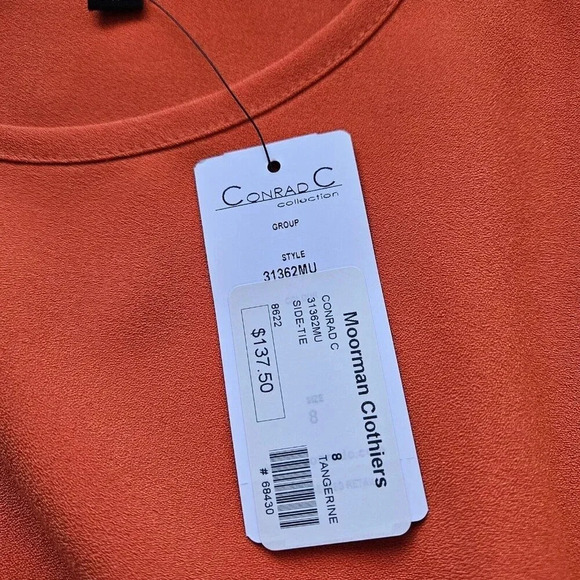 CONRAD C
collection
GROUP
STYLE
31362MU
Moorman Clothiers
CONRAD C
31362MU
SIDE-TIE
8622
$137.50
8
TANGERINE
# 68430
SIZE
8